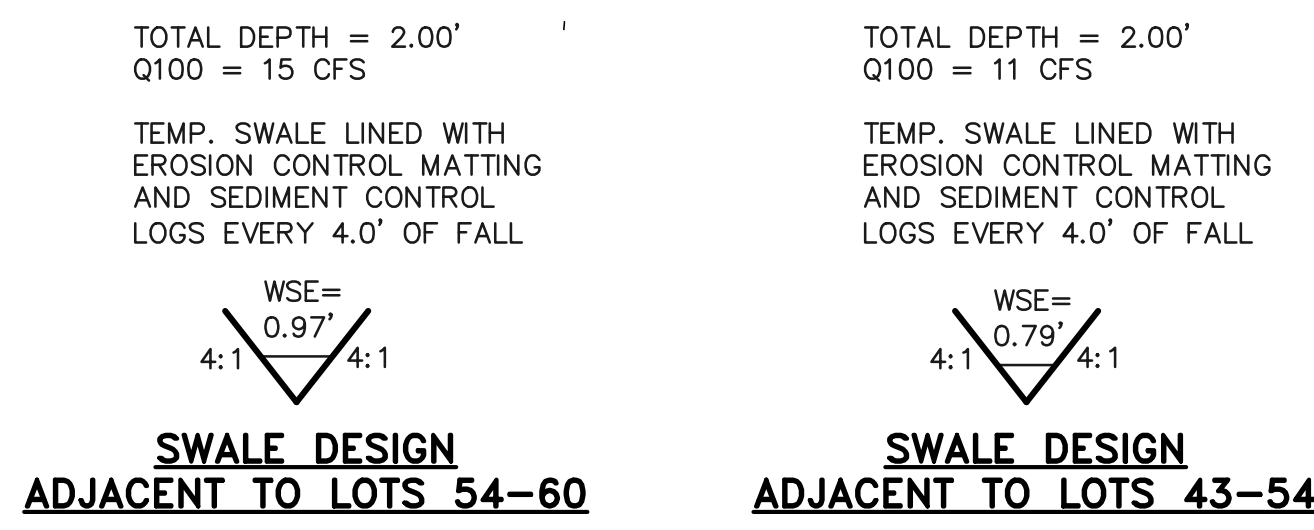 TOTAL DEPTH = 2.00'
Q100 = 15 CFS
TEMP. SWALE LINED WITH
EROSION CONTROL MATTING
AND SEDIMENT CONTROL
LOGS EVERY 4.0' OF FALL
WSE=
0.97'
4:1
4:1
SWALE DESIGN
ADJACENT TO LOTS 54-60
TOTAL DEPTH = 2.00'
Q100 = 11 CFS
TEMP. SWALE LINED WITH
EROSION CONTROL MATTING
AND SEDIMENT CONTROL
LOGS EVERY 4.0' OF FALL
WSE=
0.79'
4:1
4:1
SWALE DESIGN
ADJACENT TO LOTS 43-54